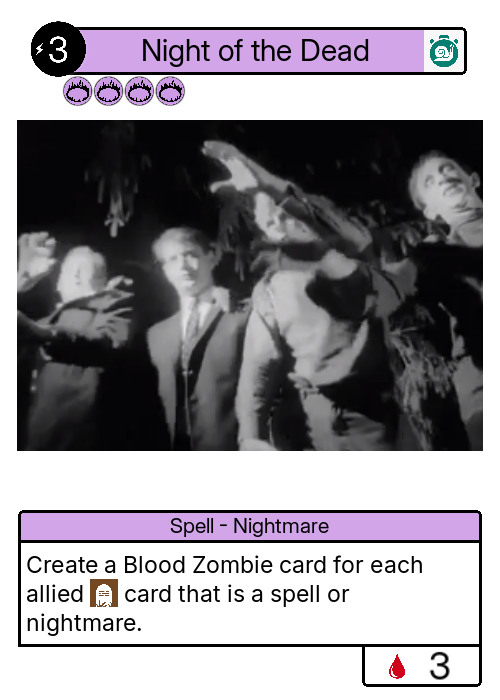 3
Night of the Dead
Spell - Nightmare
Create a Blood Zombie card for each
allied card that is a spell or
nightmare.
3